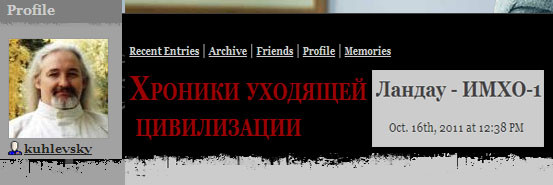 Profile
kuhlevsky
Recent Entries | Archive | Friends | Profile | Memories
Хроники уходящей
цивилизации
Ландау - ИМХО-1
Oct. 16th, 2011 at 12:38 PM